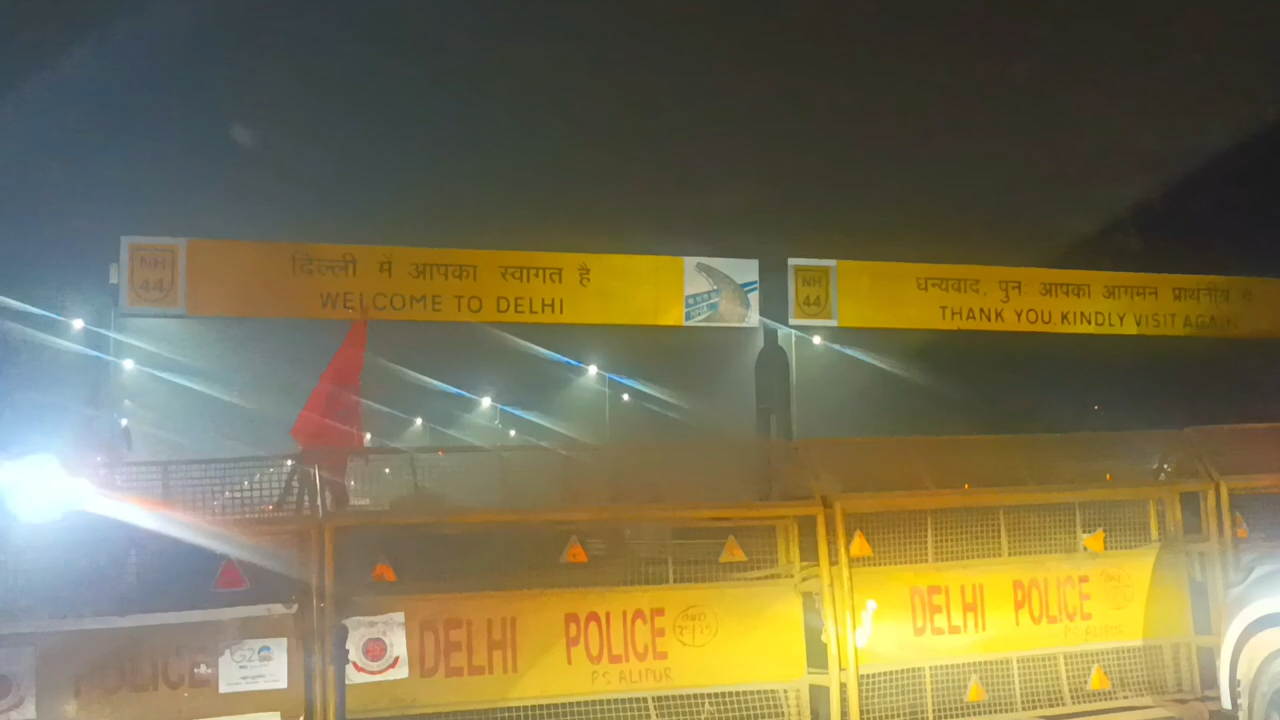 NH
44
दिल्ली में आपका स्वागत है
WELCOME TO DELHI
NH
44
धन्यवाद, पुनः आपका आगमन प्रार्थनीय है
THANK YOU, KINDLY VISIT AGAIN
POLICE
G20
DELHI POLICE
PS ALIPUR
DELHI POLICE
PS ALIPUR